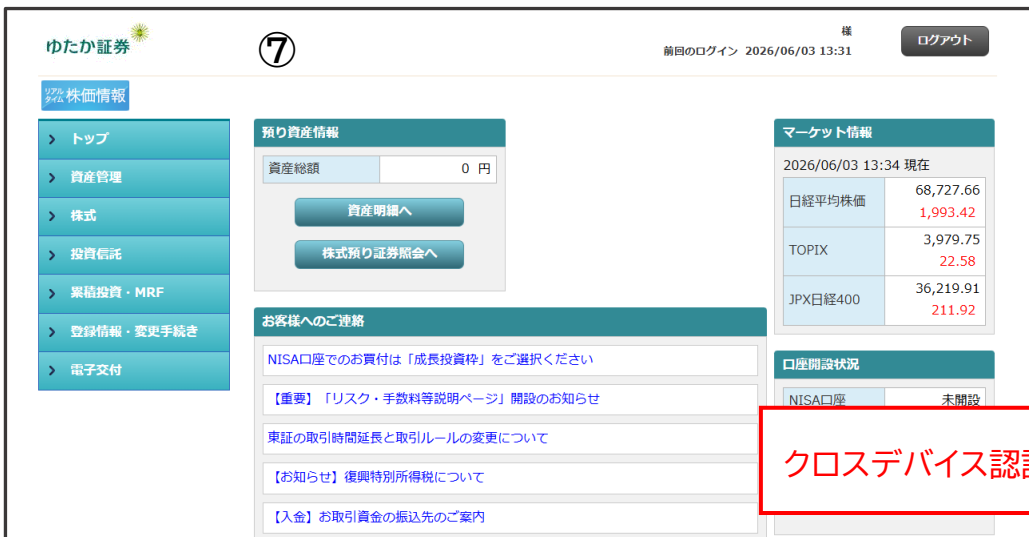 ゆたか証券
⑦
様
前回のログイン 2026/06/03 13:31
ログアウト
リアルタイム 株価情報
トップ
資産管理
株式
投資信託
累積投資・MRF
登録情報・変更手続き
電子交付
預り資産情報
資産総額 0 円
資産明細へ
株式預り証券照会へ
お客様へのご連絡
NISA口座でのお買付は「成長投資枠」をご選択ください
【重要】「リスク・手数料等説明ページ」開設のお知らせ
東証の取引時間延長と取引ルールの変更について
【お知らせ】復興特別所得税について
【入金】お取引資金の振込先のご案内
マーケット情報
2026/06/03 13:34 現在
日経平均株価 68,727.66
1,993.42
TOPIX 3,979.75
22.58
JPX日経400 36,219.91
211.92
口座開設状況
NISA口座 未開設
クロスデバイス認